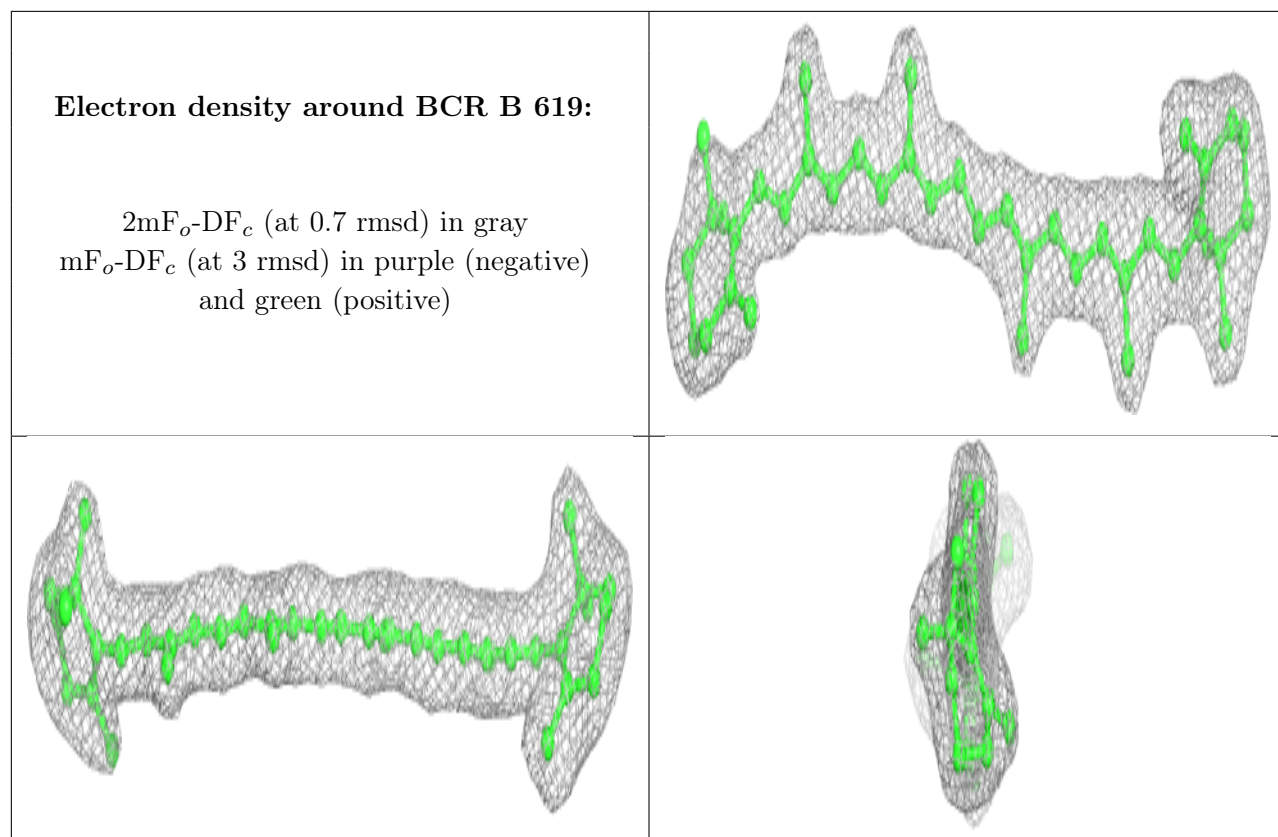 Electron density around BCR B 619:
2mFₒ-DF𝒸 (at 0.7 rmsd) in gray
mFₒ-DF𝒸 (at 3 rmsd) in purple (negative)
and green (positive)